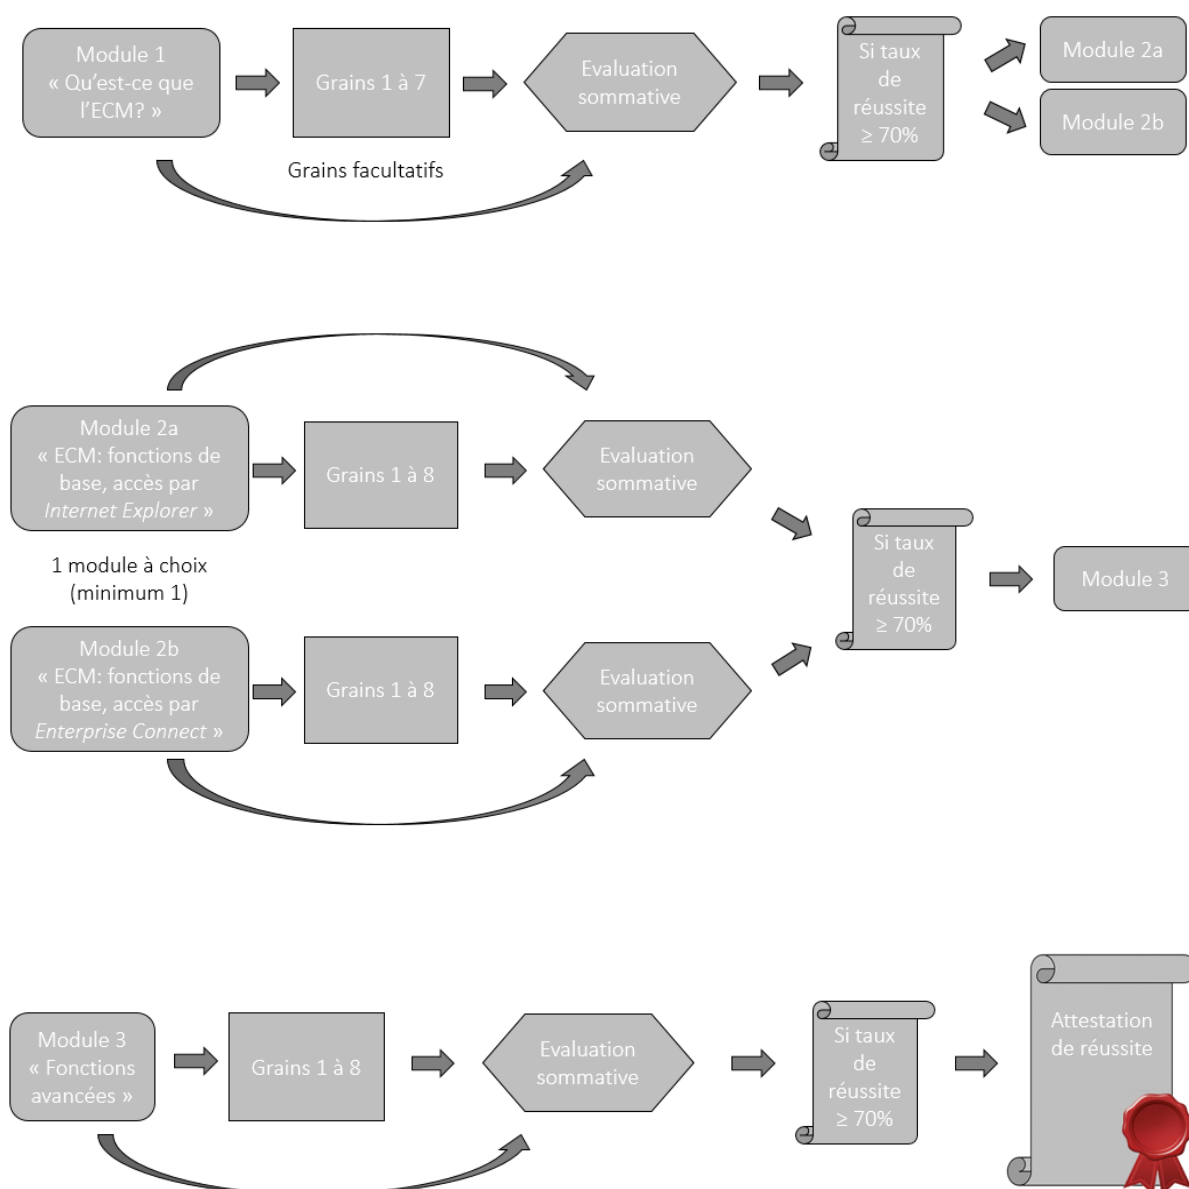 Module 1
« Qu'est-ce que
l'ECM? »
Grains 1 à 7
Evaluation
sommative
Si taux
de
réussite
≥ 70%
Module 2a
Module 2b
Grains facultatifs
Module 2a
« ECM: fonctions de
base, accès par
Internet Explorer »
Grains 1 à 8
Evaluation
sommative
1 module à choix
(minimum 1)
Si taux
de
réussite
≥ 70%
Module 3
Module 2b
« ECM: fonctions de
base, accès par
Enterprise Connect »
Grains 1 à 8
Evaluation
sommative
Module 3
« Fonctions
avancées »
Grains 1 à 8
Evaluation
sommative
Si taux
de
réussite
≥ 70%
Attestation
de réussite